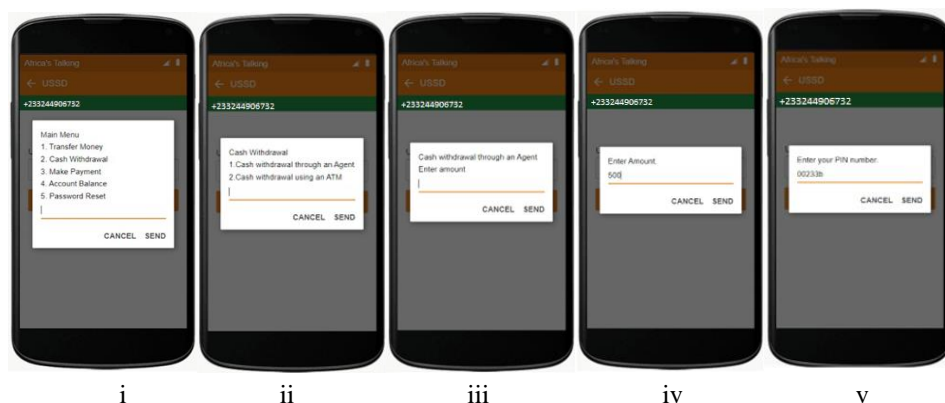 Africa's Talking
← USSD
+233244906732
Main Menu
1. Transfer Money
2. Cash Withdrawal
3. Make Payment
4. Account Balance
5. Password Reset
CANCEL SEND
i
Africa's Talking
← USSD
+233244906732
Cash Withdrawal
1.Cash withdrawal through an Agent
2.Cash withdrawal using an ATM
CANCEL SEND
ii
Africa's Talking
← USSD
+233244906732
Cash withdrawal through an Agent
Enter amount
CANCEL SEND
iii
Africa's Talking
← USSD
+233244906732
Enter Amount.
500
CANCEL SEND
iv
Africa's Talking
← USSD
+233244906732
Enter your PIN number.
00233b
CANCEL SEND
v